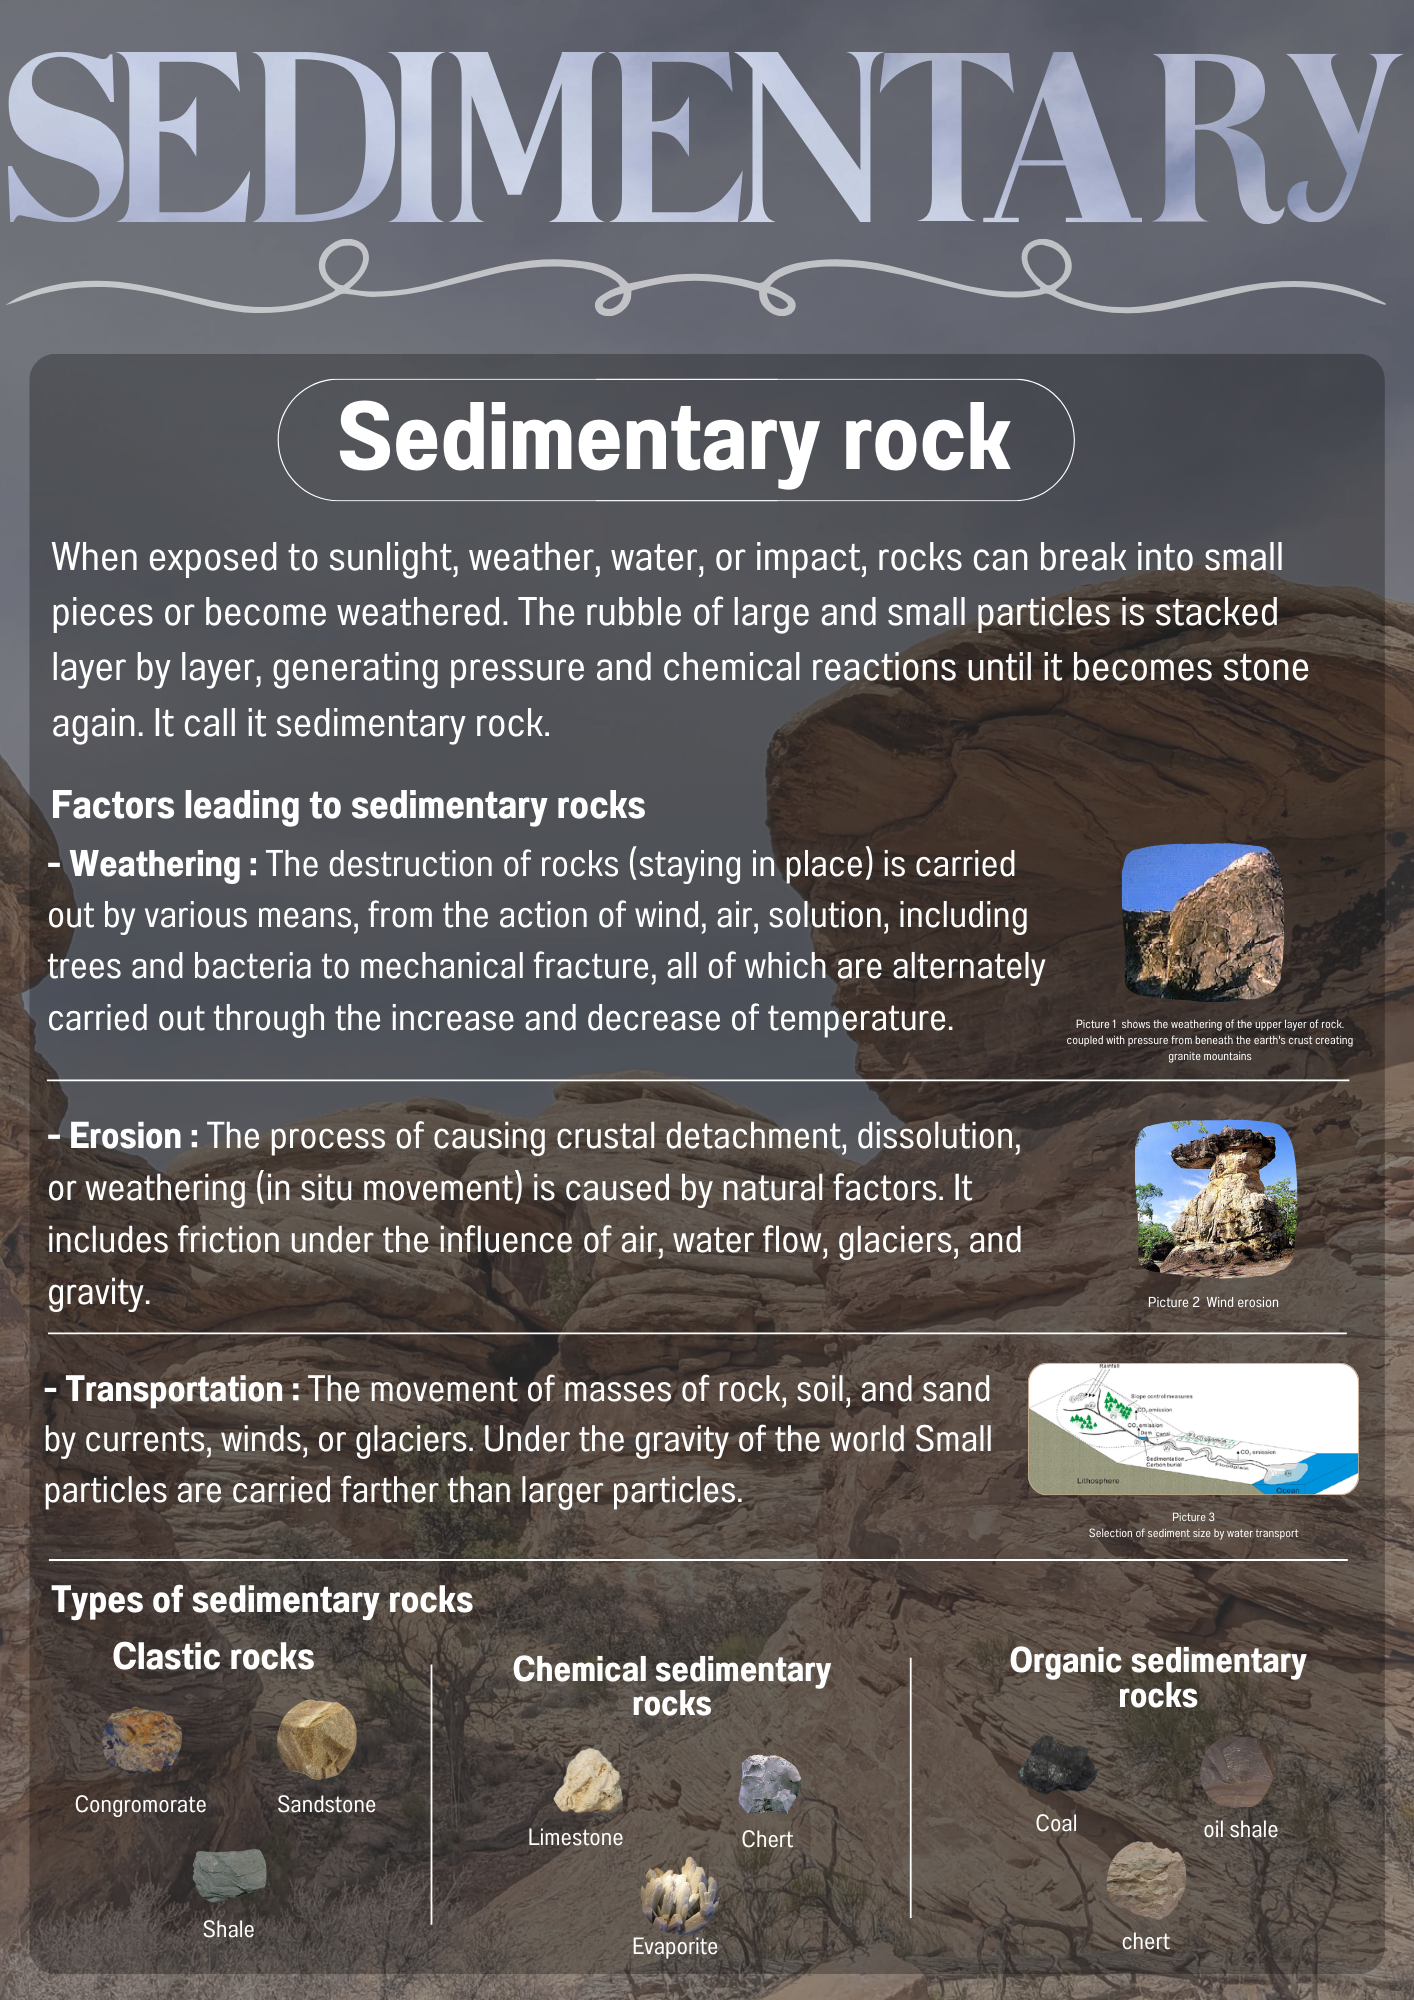 SEDIMENTARY
Sedimentary rock
When exposed to sunlight, weather, water, or impact, rocks can break into small
pieces or become weathered. The rubble of large and small particles is stacked
layer by layer, generating pressure and chemical reactions until it becomes stone
again. It call it sedimentary rock.
Factors leading to sedimentary rocks
- Weathering : The destruction of rocks (staying in place) is carried
out by various means, from the action of wind, air, solution, including
trees and bacteria to mechanical fracture, all of which are alternately
carried out through the increase and decrease of temperature.
Picture 1 shows the weathering of the upper layer of rock.
coupled with pressure from beneath the earth's crust creating
granite mountains
- Erosion : The process of causing crustal detachment, dissolution,
or weathering (in situ movement) is caused by natural factors. It
includes friction under the influence of air, water flow, glaciers, and
gravity.
Picture 2 Wind erosion
- Transportation : The movement of masses of rock, soil, and sand
by currents, winds, or glaciers. Under the gravity of the world Small
particles are carried farther than larger particles.
Rainfall
Slope control measures
CO₂ emission
CO₂ emission
Dam Canal
CO₂ emission
Sedimentation
Carbon burial
Floodplain
Lithosphere
Ocean
Picture 3
Selection of sediment size by water transport
Types of sedimentary rocks
Clastic rocks
Congromorate
Sandstone
Shale
Chemical sedimentary
rocks
Limestone
Chert
Evaporite
Organic sedimentary
rocks
Coal
oil shale
chert